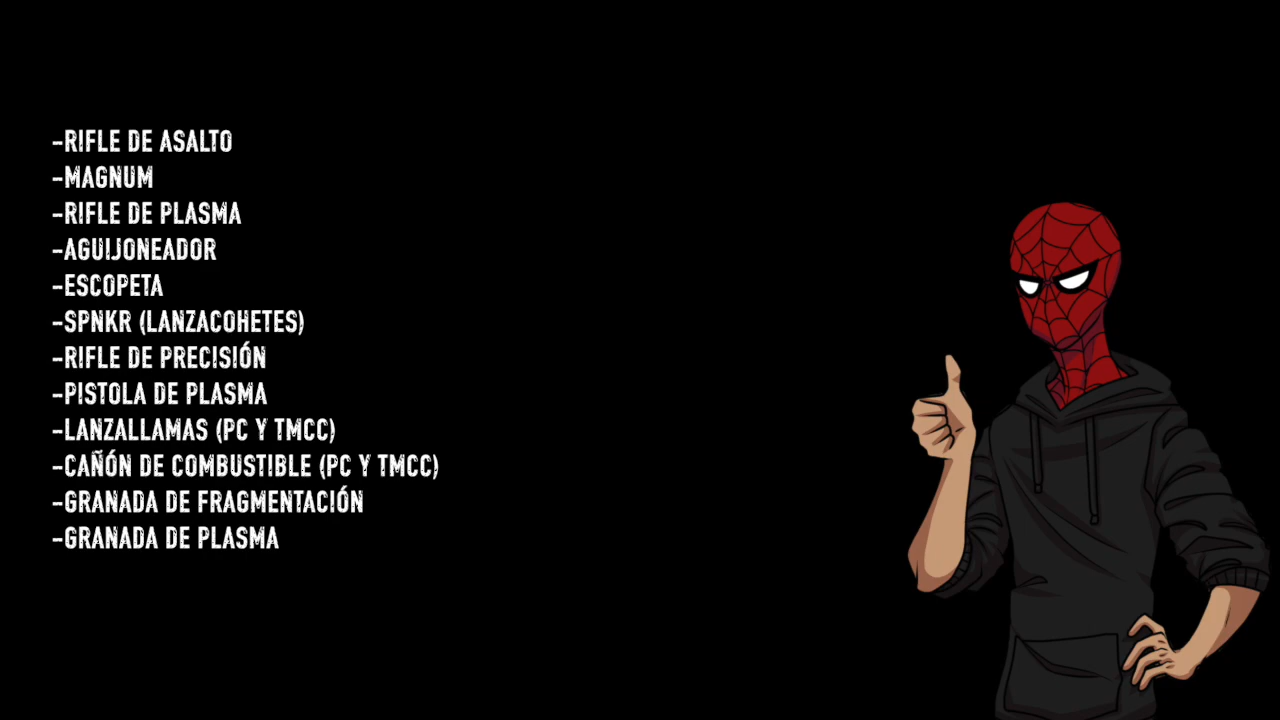 -RIFLE DE ASALTO
-MAGNUM
-RIFLE DE PLASMA
-AGUIJONEADOR
-ESCOPETA
-SPNKR (LANZACOHETES)
-RIFLE DE PRECISIÓN
-PISTOLA DE PLASMA
-LANZALLAMAS (PC Y TMCC)
-CAÑÓN DE COMBUSTIBLE (PC Y TMCC)
-GRANADA DE FRAGMENTACIÓN
-GRANADA DE PLASMA